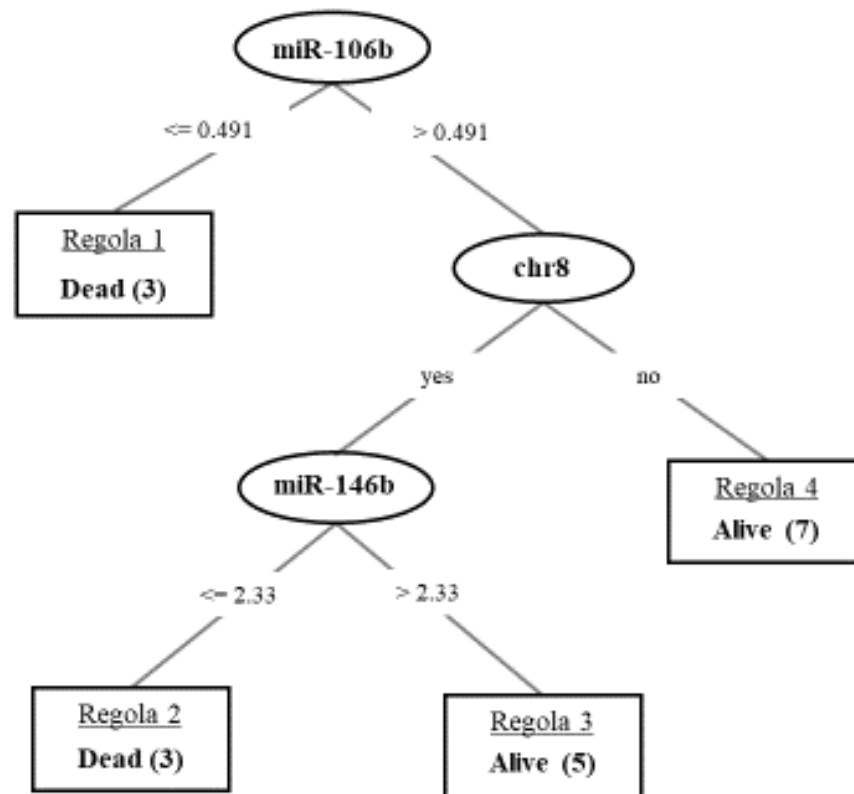 miR-106b
<= 0.491
> 0.491
Regola 1
Dead (3)
chr8
yes
no
miR-146b
Regola 4
Alive (7)
<= 2.33
> 2.33
Regola 2
Dead (3)
Regola 3
Alive (5)